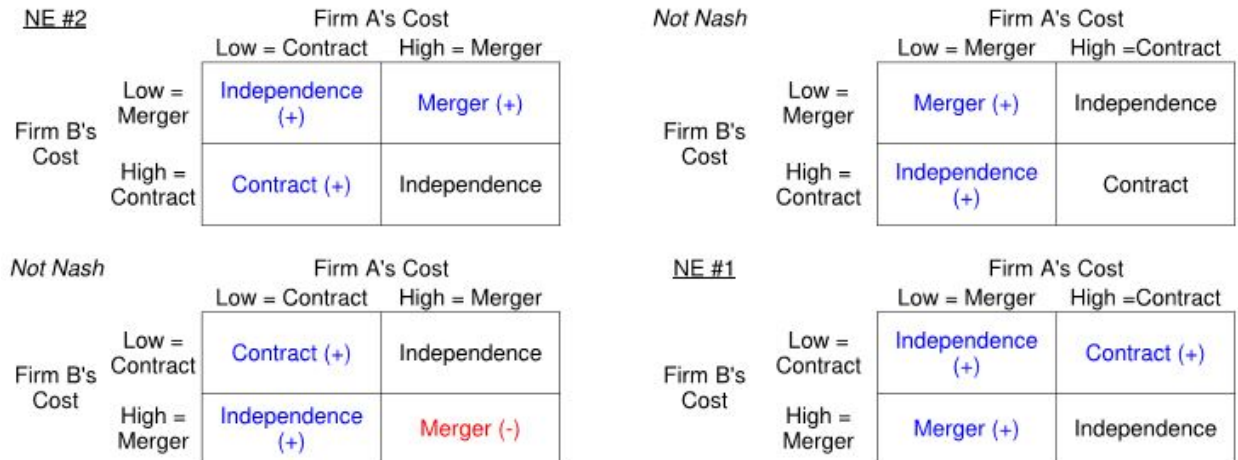 NE #2
Firm A's Cost
Low = Contract High = Merger
Low =
Merger
Independence
(+)
Merger (+)
Firm B's
Cost
High =
Contract
Contract (+)
Independence
Not Nash
Firm A's Cost
Low = Merger High =Contract
Low =
Merger
Merger (+)
Independence
Firm B's
Cost
High =
Contract
Independence
(+)
Contract
Not Nash
Firm A's Cost
Low = Contract High = Merger
Low =
Contract
Contract (+)
Independence
Firm B's
Cost
High =
Merger
Independence
(+)
Merger (-)
NE #1
Firm A's Cost
Low = Merger High =Contract
Low =
Contract
Independence
(+)
Contract (+)
Firm B's
Cost
High =
Merger
Merger (+)
Independence